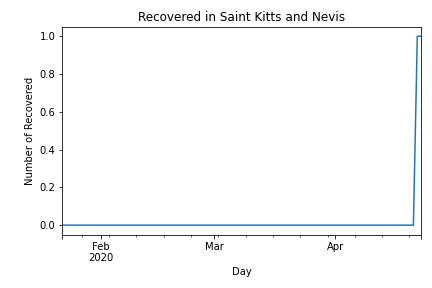 Recovered in Saint Kitts and Nevis
1.0
0.8
0.6
0.4
0.2
0.0
Number of Recovered
Feb
2020
Mar
Apr
Day